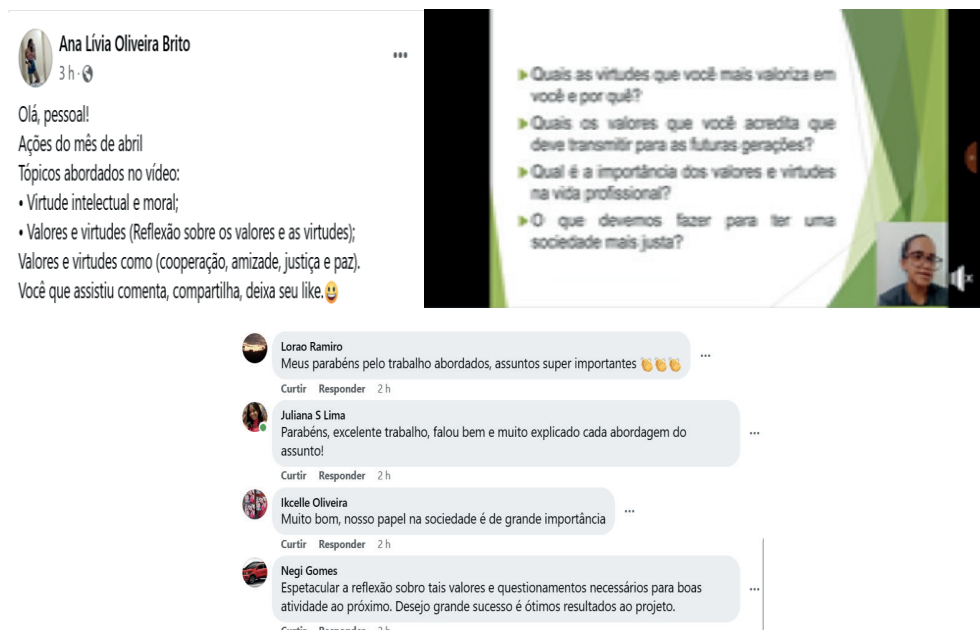 Ana Lívia Oliveira Brito
3 h ·
Olá, pessoal!
Ações do mês de abril
Tópicos abordados no vídeo:
• Virtude intelectual e moral;
• Valores e virtudes (Reflexão sobre os valores e as virtudes);
Valores e virtudes como (cooperação, amizade, justiça e paz).
Você que assistiu comenta, compartilha, deixa seu like.😃
Quais as virtudes que você mais valoriza em
você e por quê?
Quais os valores que você acredita que
deve transmitir para as futuras gerações?
Qual é a importância dos valores e virtudes
na vida profissional?
O que devemos fazer para ter uma
sociedade mais justa?
Lorao Ramiro
Meus parabéns pelo trabalho abordados, assuntos super importantes 👏👏👏
Curtir Responder 2 h
Juliana S Lima
Parabéns, excelente trabalho, falou bem e muito explicado cada abordagem do
assunto!
Curtir Responder 2 h
Ikcelle Oliveira
Muito bom, nosso papel na sociedade é de grande importância
Curtir Responder 2 h
Negi Gomes
Espetacular a reflexão sobro tais valores e questionamentos necessários para boas
atividade ao próximo. Desejo grande sucesso é ótimos resultados ao projeto.
Curtir Responder 2 h